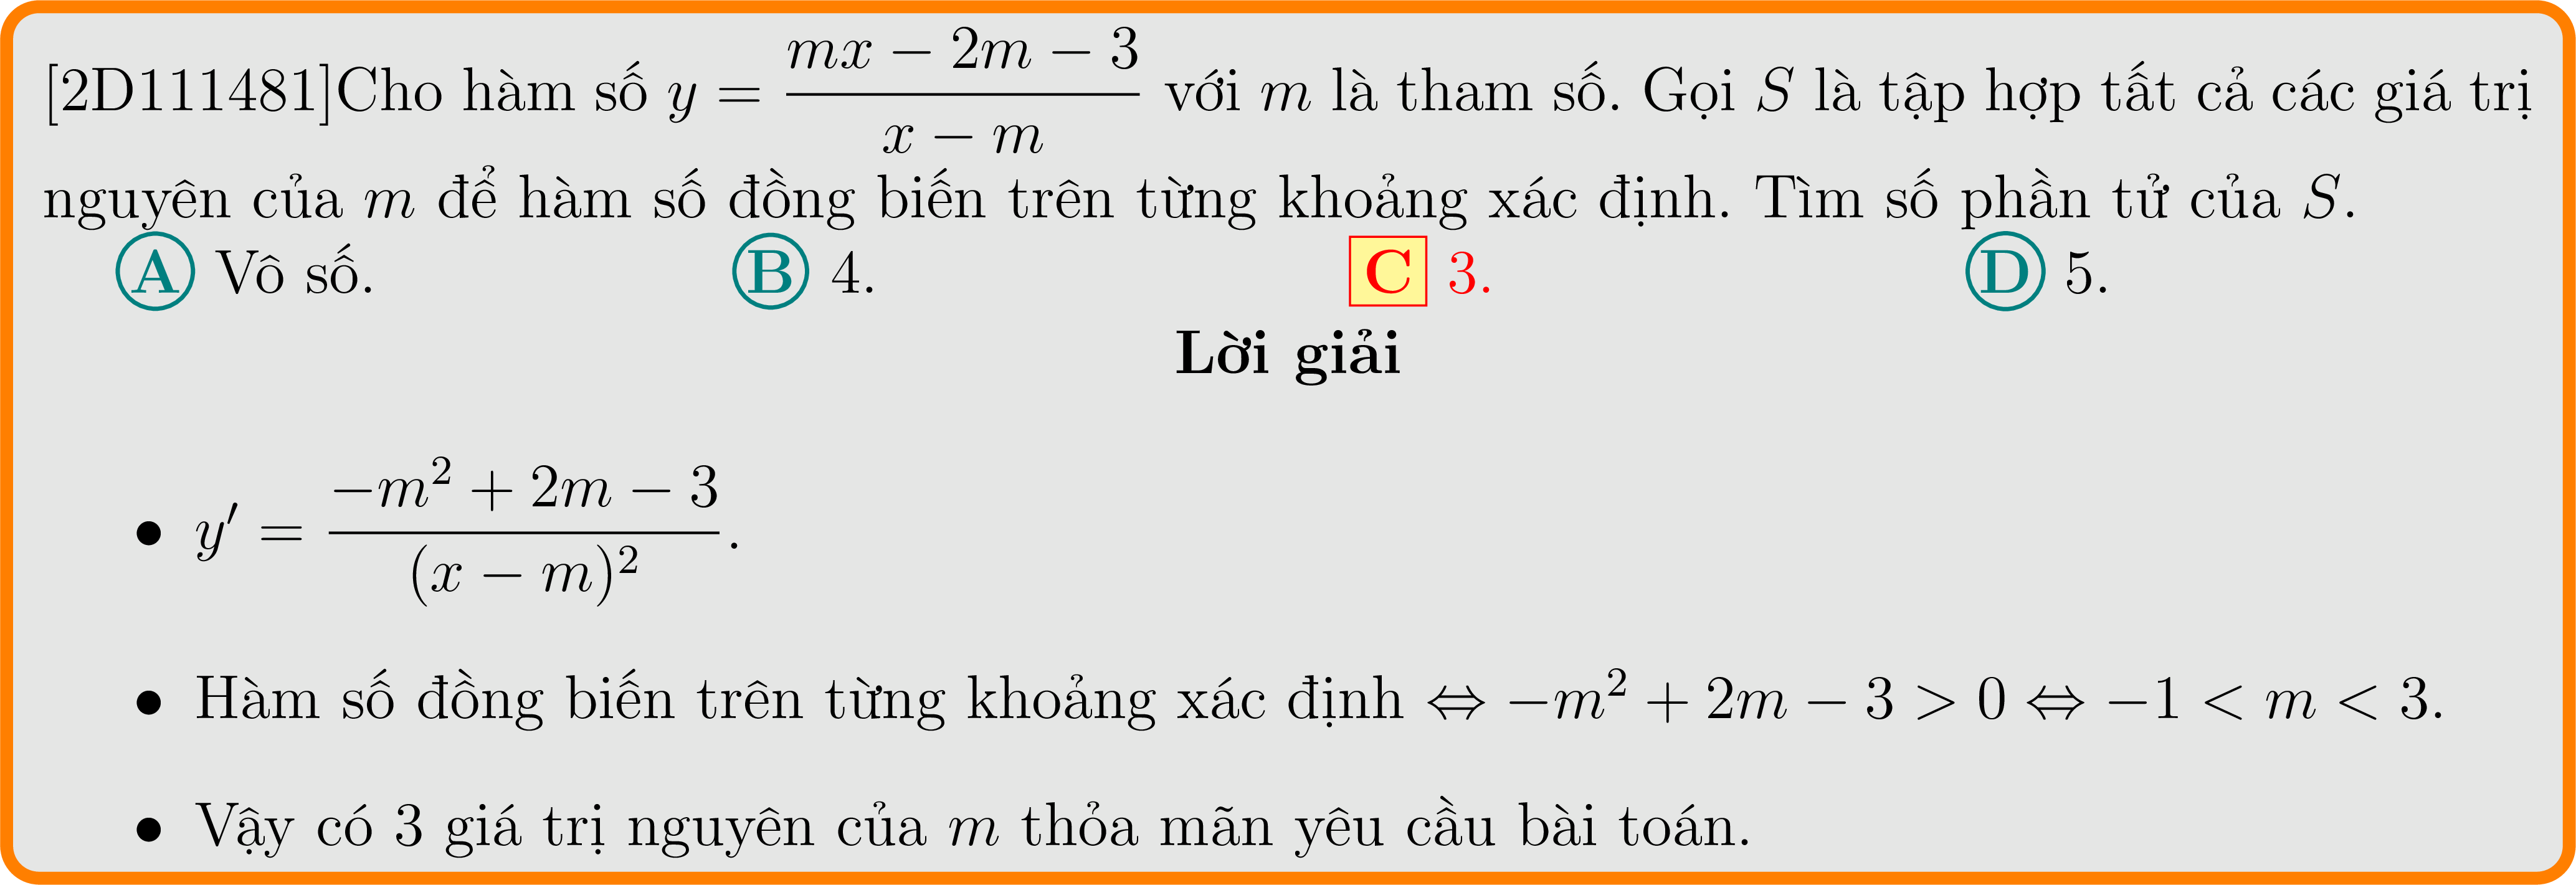 [2D111481]Cho hàm số $y = \dfrac{mx - 2m - 3}{x - m}$ với $m$ là tham số. Gọi $S$ là tập hợp tất cả các giá trị
nguyên của $m$ để hàm số đồng biến trên từng khoảng xác định. Tìm số phần tử của $S$.
A Vô số. B 4. C 3. D 5.
Lời giải
• $y' = \dfrac{-m^2 + 2m - 3}{(x - m)^2}$.
• Hàm số đồng biến trên từng khoảng xác định $\Leftrightarrow -m^2 + 2m - 3 > 0 \Leftrightarrow -1 < m < 3$.
• Vậy có 3 giá trị nguyên của $m$ thỏa mãn yêu cầu bài toán.